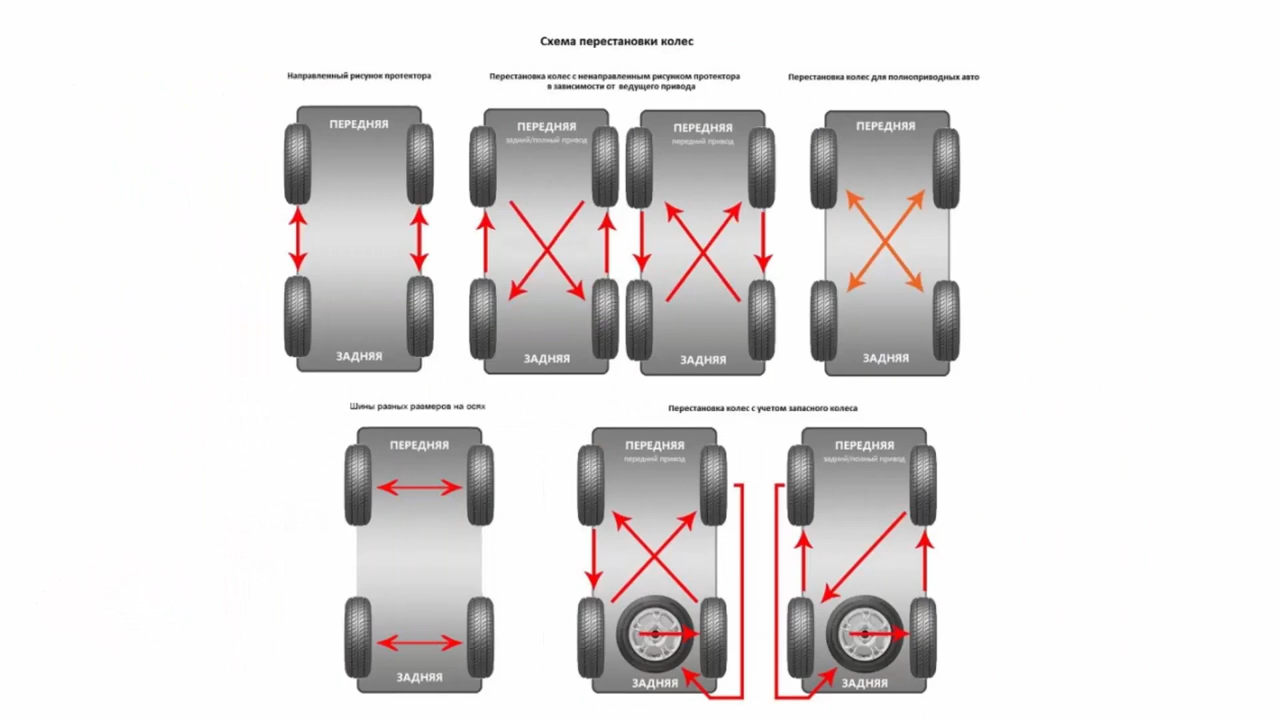 Схема перестановки колес
Направленный рисунок протектора
Перестановка колес с ненаправленным рисунком протектора
в зависимости от ведущего привода
Перестановка колес для полноприводных авто
ПЕРЕДНЯЯ
ЗАДНЯЯ
ПЕРЕДНЯЯ
задний/полный привод
ЗАДНЯЯ
ПЕРЕДНЯЯ
передний привод
ЗАДНЯЯ
ПЕРЕДНЯЯ
ЗАДНЯЯ
Шины разных размеров на осях
Перестановка колес с учетом запасного колеса
ПЕРЕДНЯЯ
ЗАДНЯЯ
ПЕРЕДНЯЯ
передний привод
ЗАДНЯЯ
ПЕРЕДНЯЯ
задний/полный привод
ЗАДНЯЯ